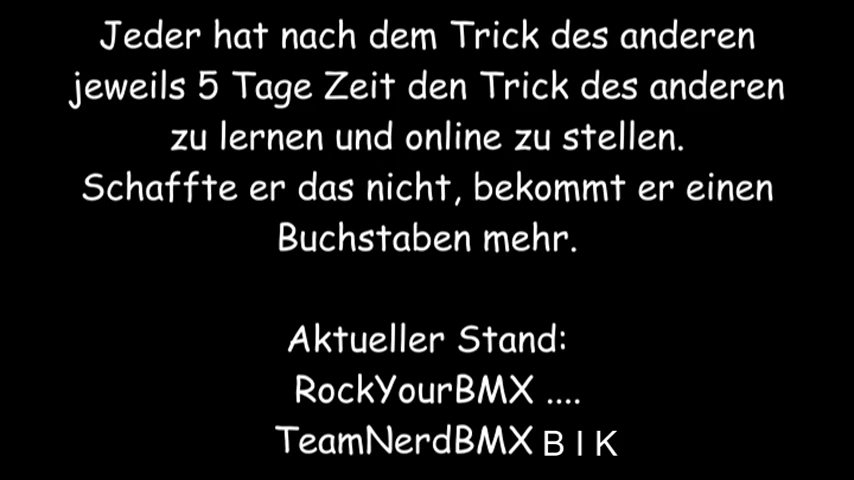 Jeder hat nach dem Trick des anderen
jeweils 5 Tage Zeit den Trick des anderen
zu lernen und online zu stellen.
Schaffte er das nicht, bekommt er einen
Buchstaben mehr.
Aktueller Stand:
RockYourBMX ....
TeamNerdBMX B I K